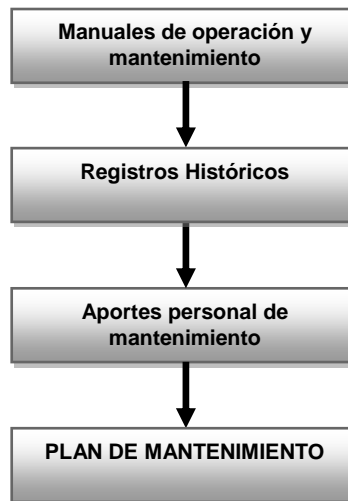 Manuales de operación y
mantenimiento
Registros Históricos
Aportes personal de
mantenimiento
PLAN DE MANTENIMIENTO